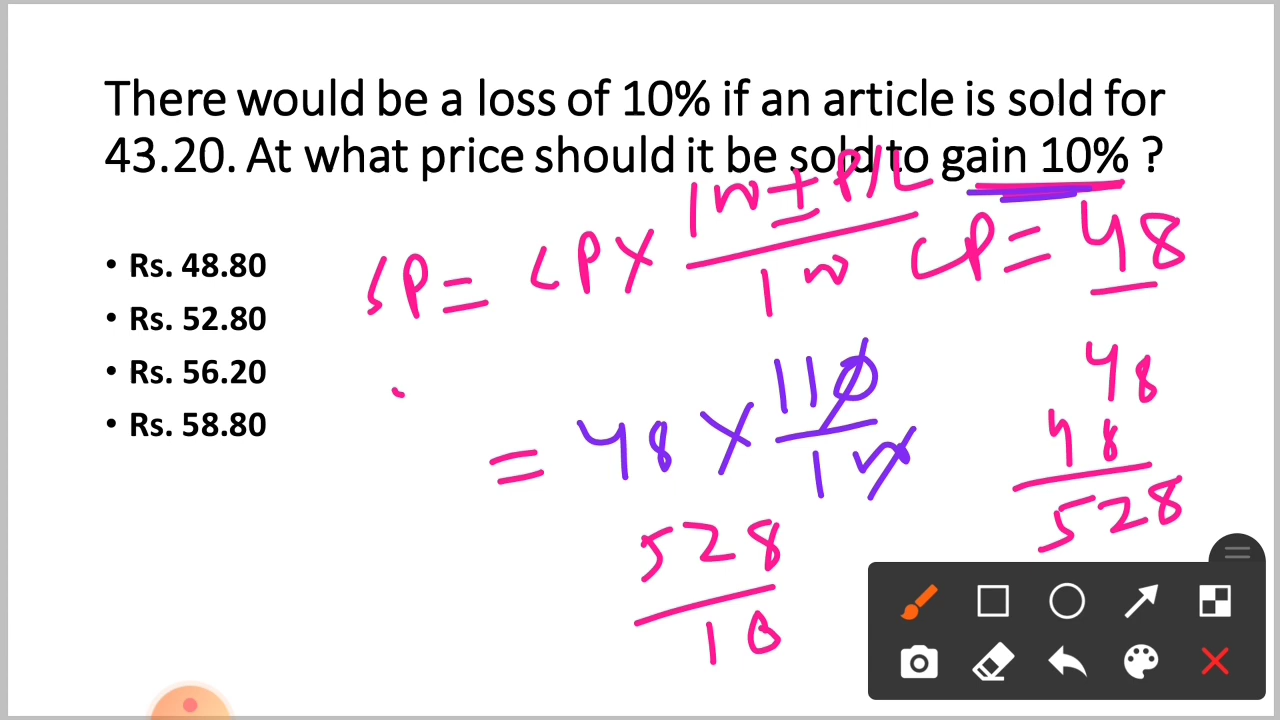 There would be a loss of 10% if an article is sold for
43.20. At what price should it be sold to gain 10% ?
• Rs. 48.80
• Rs. 52.80
• Rs. 56.20
• Rs. 58.80
SP = CP X 100 ± P/L
100
CP = 48
= 48 X 110
100
528
10
48
48
528